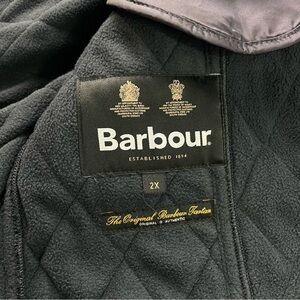 Barbour
ESTABLISHED 1894
2X
The Original Barbour Tartan
ORIGINAL & AUTHENTIC